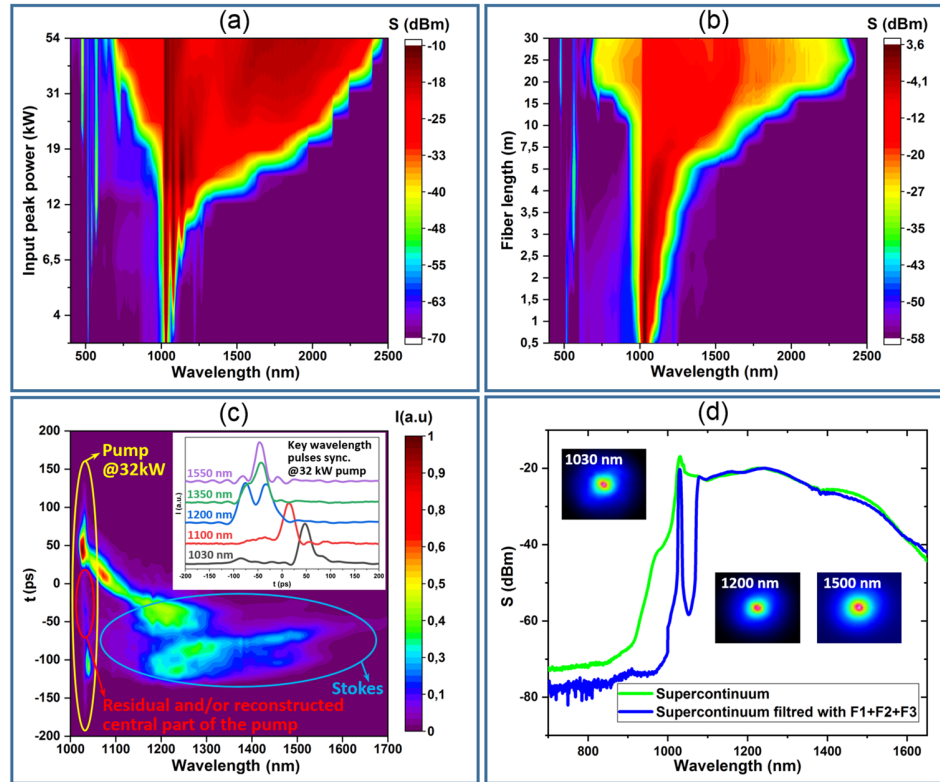 (a)
S (dBm)
54
31
19
12
6,5
4
Input peak power (kW)
500 1000 1500 2000 2500
Wavelength (nm)
-10
-18
-25
-33
-40
-48
-55
-63
-70
(b)
S (dBm)
30
25
20
15
10
7,5
5
4
3,5
3
2,5
2
1,5
1
0,5
Fiber length (m)
500 1000 1500 2000 2500
Wavelength (nm)
3,6
-4,1
-12
-19
-27
-35
-42
-50
-58
(c)
I(a.u)
200
150
100
50
0
-50
-100
-150
-200
t (ps)
1000 1100 1200 1300 1400 1500 1600 1700
Wavelength (nm)
1
0,9
0,8
0,7
0,6
0,5
0,4
0,3
0,2
0,1
0
Pump
@32kW
Key wavelength
pulses sync.
@32 kW pump
1550 nm
1350 nm
1200 nm
1100 nm
1030 nm
I (a.u.)
-200 -150 -100 -50 0 50 100 150 200
t (ps)
Stokes
Residual and/or reconstructed
central part of the pump
(d)
-20
-40
-60
-80
S (dBm)
1030 nm
1200 nm
1500 nm
Supercontinuum
Supercontinuum filtred with F1+F2+F3
800 1000 1200 1400 1600
Wavelength (nm)